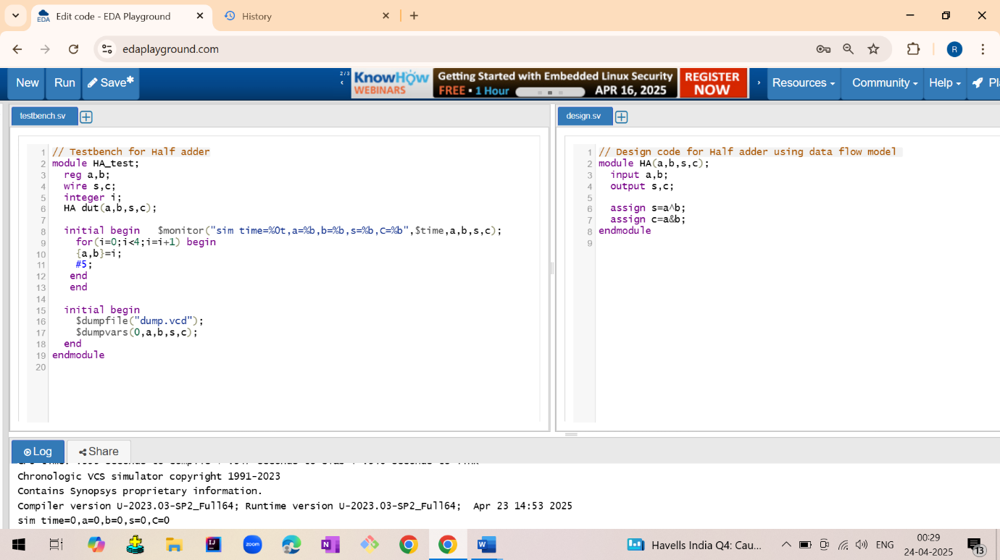 EDA
Edit code - EDA Playground
History
edaplayground.com
R
New
Run
Save*
2/3
KnowHow
WEBINARS
Getting Started with Embedded Linux Security
FREE • 1 Hour
APR 16, 2025
REGISTER
NOW
Resources
Community
Help
testbench.sv
1 // Testbench for Half adder
2 module HA_test;
3 reg a,b;
4 wire s,c;
5 integer i;
6 HA dut(a,b,s,c);
7
8 initial begin $monitor("sim time=%0t,a=%b,b=%b,s=%b,C=%b",$time,a,b,s,c);
9 for(i=0;i<4;i=i+1) begin
10 {a,b}=i;
11 #5;
12 end
13 end
14
15 initial begin
16 $dumpfile("dump.vcd");
17 $dumpvars(0,a,b,s,c);
18 end
19 endmodule
20
design.sv
1 // Design code for Half adder using data flow model
2 module HA(a,b,s,c);
3 input a,b;
4 output s,c;
5
6 assign s=a^b;
7 assign c=a&b;
8 endmodule
9
Log
Share
Chronologic VCS simulator copyright 1991-2023
Contains Synopsys proprietary information.
Compiler version U-2023.03-SP2_Full64; Runtime version U-2023.03-SP2_Full64; Apr 23 14:53 2025
sim time=0,a=0,b=0,s=0,C=0
zoom
N
W
Havells India Q4: Cau...
ENG
00:29
24-04-2025
13